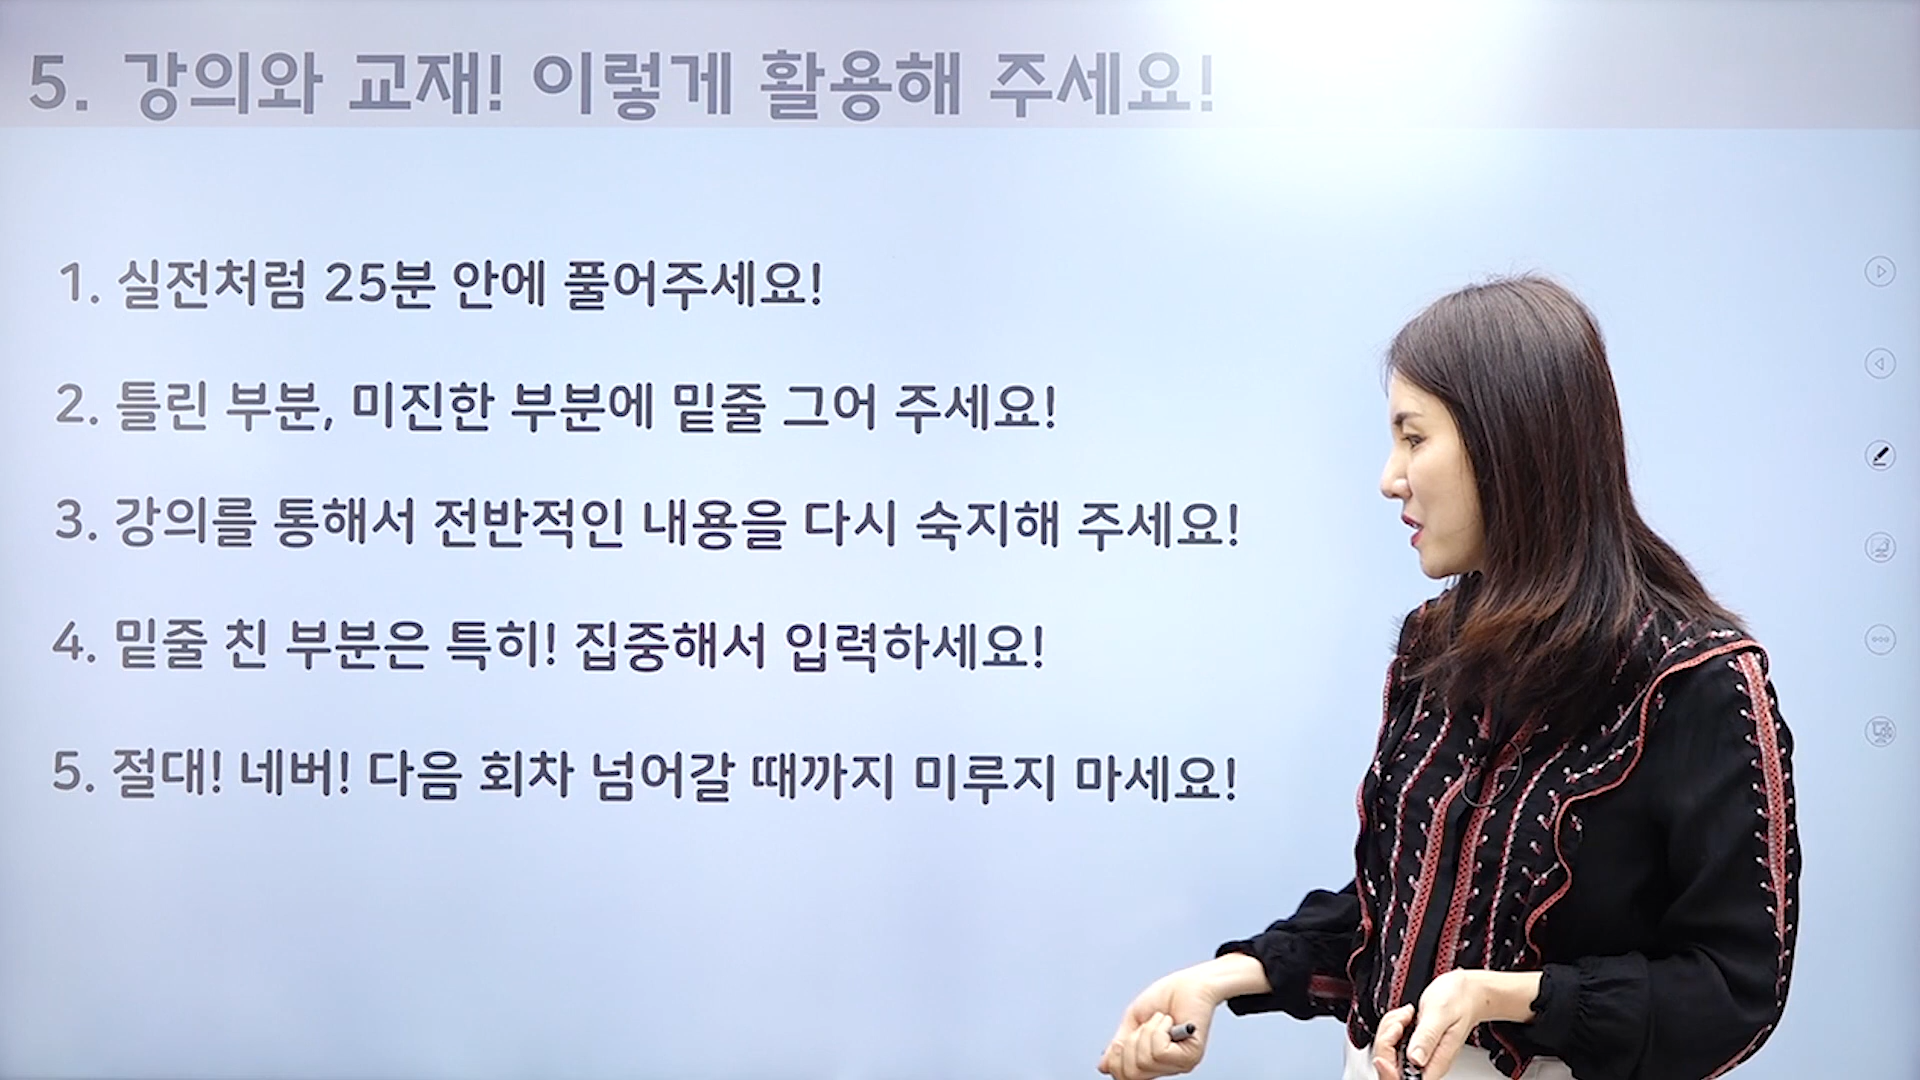 5. 강의와 교재! 이렇게 활용해 주세요!
1. 실전처럼 25분 안에 풀어주세요!
2. 틀린 부분, 미진한 부분에 밑줄 그어 주세요!
3. 강의를 통해서 전반적인 내용을 다시 숙지해 주세요!
4. 밑줄 친 부분은 특히! 집중해서 입력하세요!
5. 절대! 네버! 다음 회차 넘어갈 때까지 미루지 마세요!